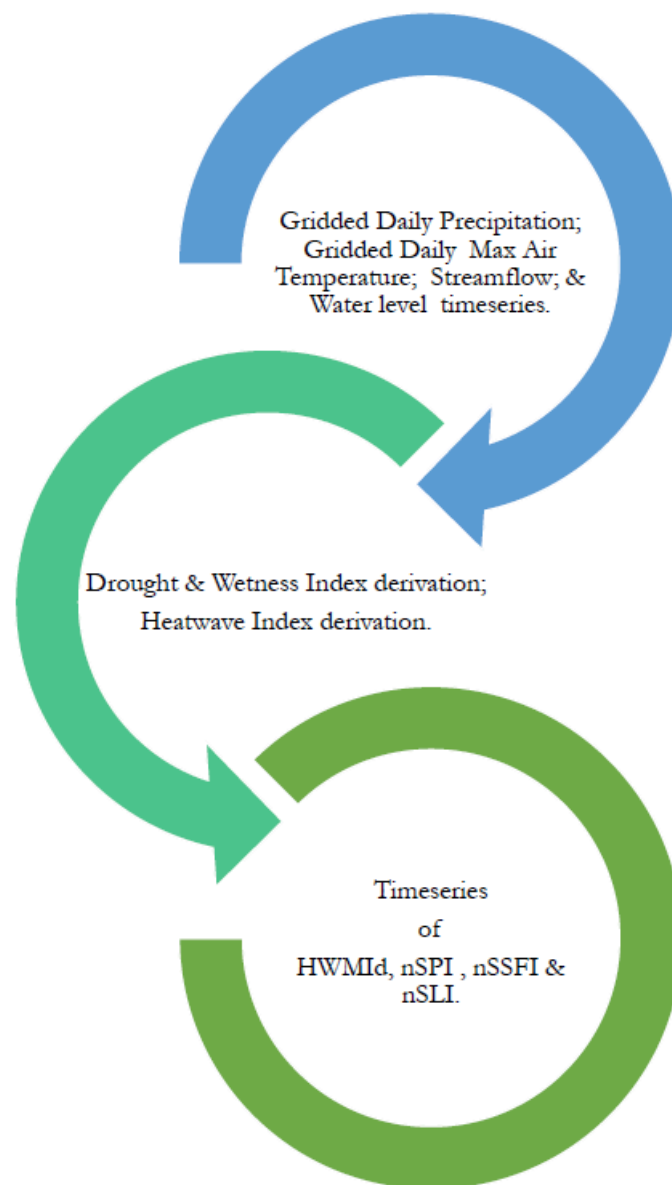 Gridded Daily Precipitation;
Gridded Daily Max Air
Temperature; Streamflow; &
Water level timeseries.
Drought & Wetness Index derivation;
Heatwave Index derivation.
Timeseries
of
HWMId, nSPI , nSSFI &
nSLI.